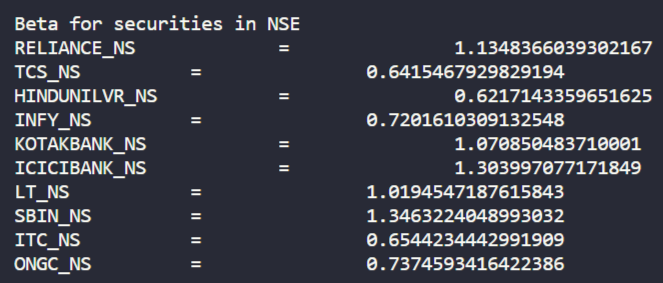 Beta for securities in NSE
RELIANCE_NS = 1.1348366039302167
TCS_NS = 0.6415467929829194
HINDUNILVR_NS = 0.6217143359651625
INFY_NS = 0.7201610309132548
KOTAKBANK_NS = 1.070850483710001
ICICIBANK_NS = 1.303997077171849
LT_NS = 1.0194547187615843
SBIN_NS = 1.3463224048993032
ITC_NS = 0.6544234442991909
ONGC_NS = 0.7374593416422386